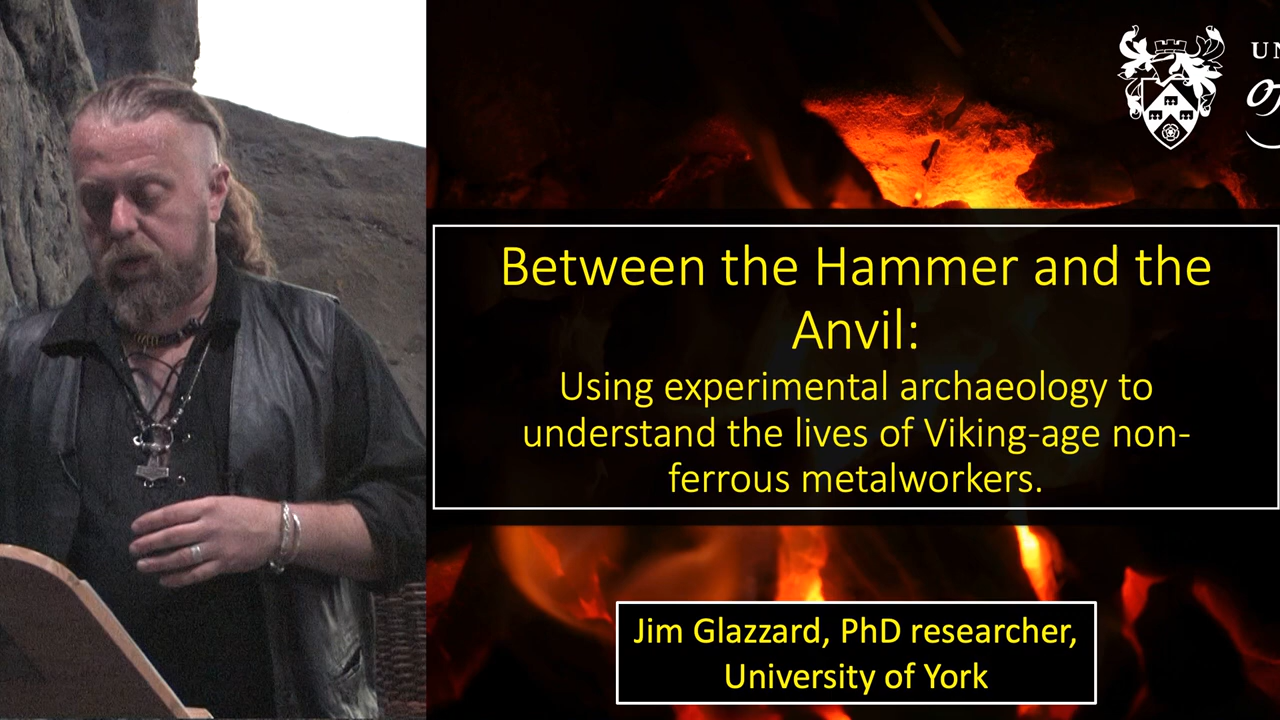 Between the Hammer and the
Anvil:
Using experimental archaeology to
understand the lives of Viking-age non-
ferrous metalworkers.
Jim Glazzard, PhD researcher,
University of York